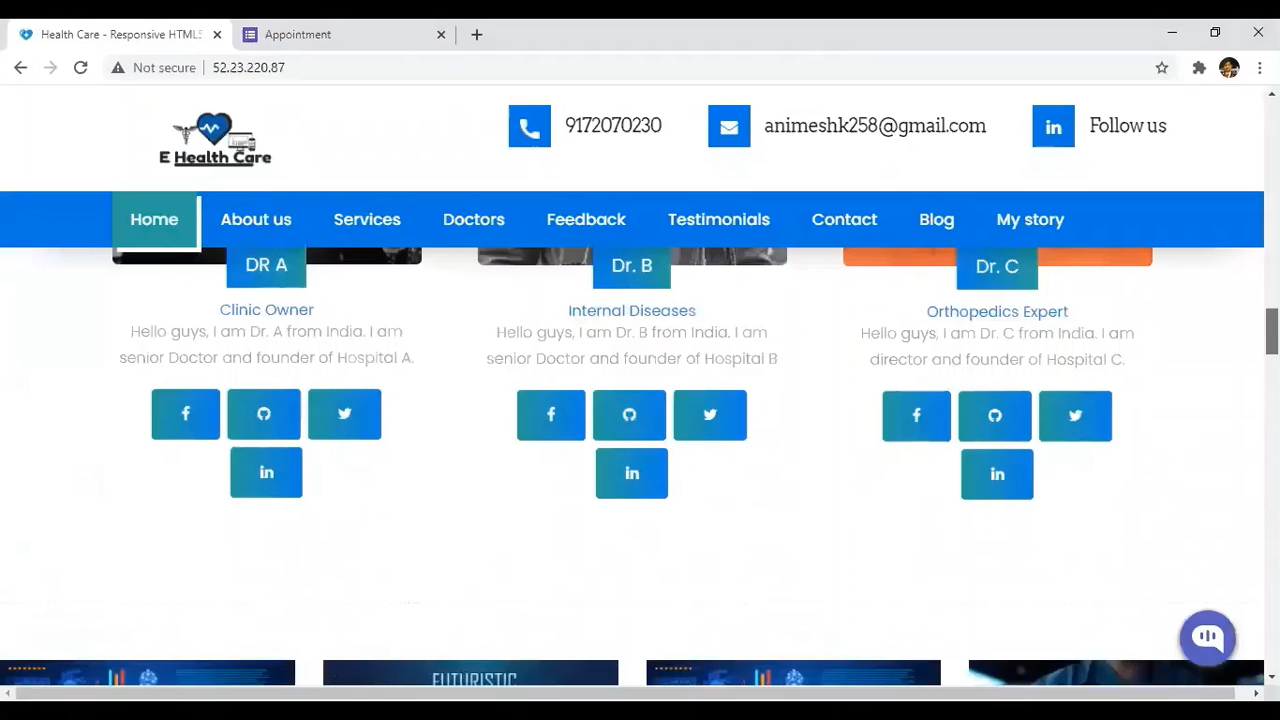 Health Care - Responsive HTML5
Appointment
Not secure
52.23.220.87
E Health Care
9172070230
animeshk258@gmail.com
Follow us
Home
About us
Services
Doctors
Feedback
Testimonials
Contact
Blog
My story
DR A
Dr. B
Dr. C
Clinic Owner
Hello guys, I am Dr. A from India. I am
senior Doctor and founder of Hospital A.
Internal Diseases
Hello guys, I am Dr. B from India. I am
senior Doctor and founder of Hospital B
Orthopedics Expert
Hello guys, I am Dr. C from India. I am
director and founder of Hospital C.
FUTURISTIC